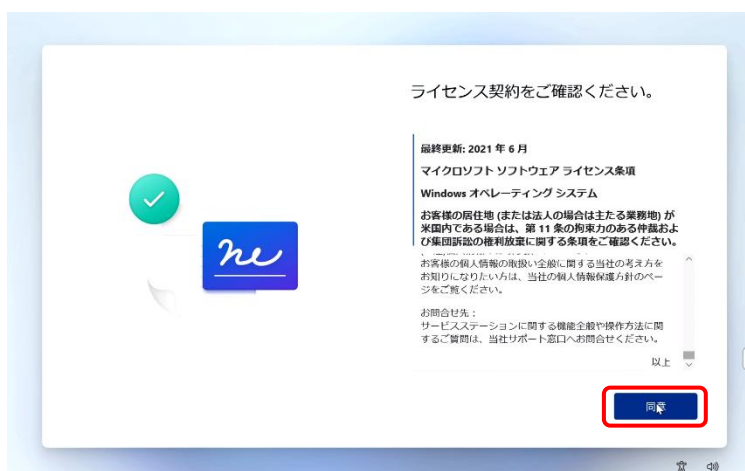 ライセンス契約をご確認ください。
最終更新: 2021 年 6 月
マイクロソフト ソフトウェア ライセンス条項
Windows オペレーティング システム
お客様の居住地 (または法人の場合は主たる業務地) が
米国内である場合は、第 11 条の拘束力のある仲裁およ
び集団訴訟の権利放棄に関する条項をご確認ください。
お客様の個人情報の取扱い全般に関する当社の考え方を
お知りになりたい方は、当社の個人情報保護方針のペー
ジをご覧ください。
お問合せ先：
サービスステーションに関する機能全般や操作方法に関
するご質問は、当社サポート窓口へお問合せください。
以上
同意